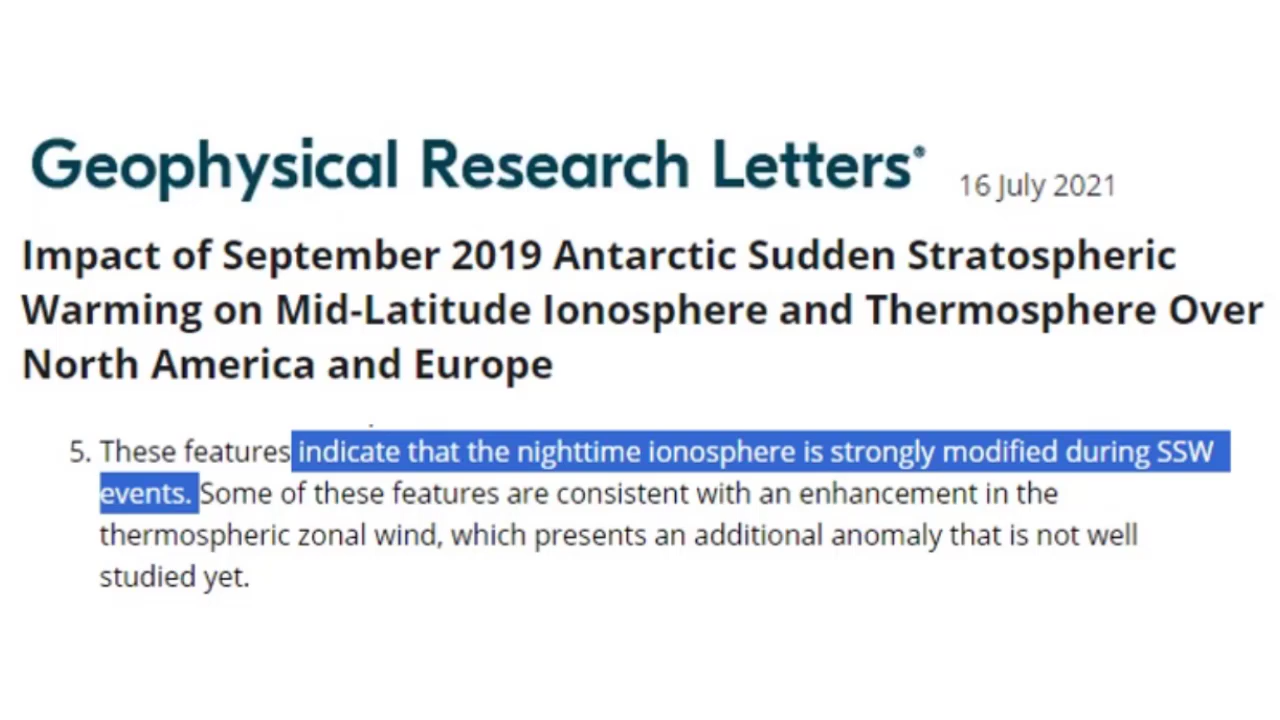 Geophysical Research Letters®
16 July 2021
Impact of September 2019 Antarctic Sudden Stratospheric
Warming on Mid-Latitude Ionosphere and Thermosphere Over
North America and Europe
5. These features indicate that the nighttime ionosphere is strongly modified during SSW
events. Some of these features are consistent with an enhancement in the
thermospheric zonal wind, which presents an additional anomaly that is not well
studied yet.